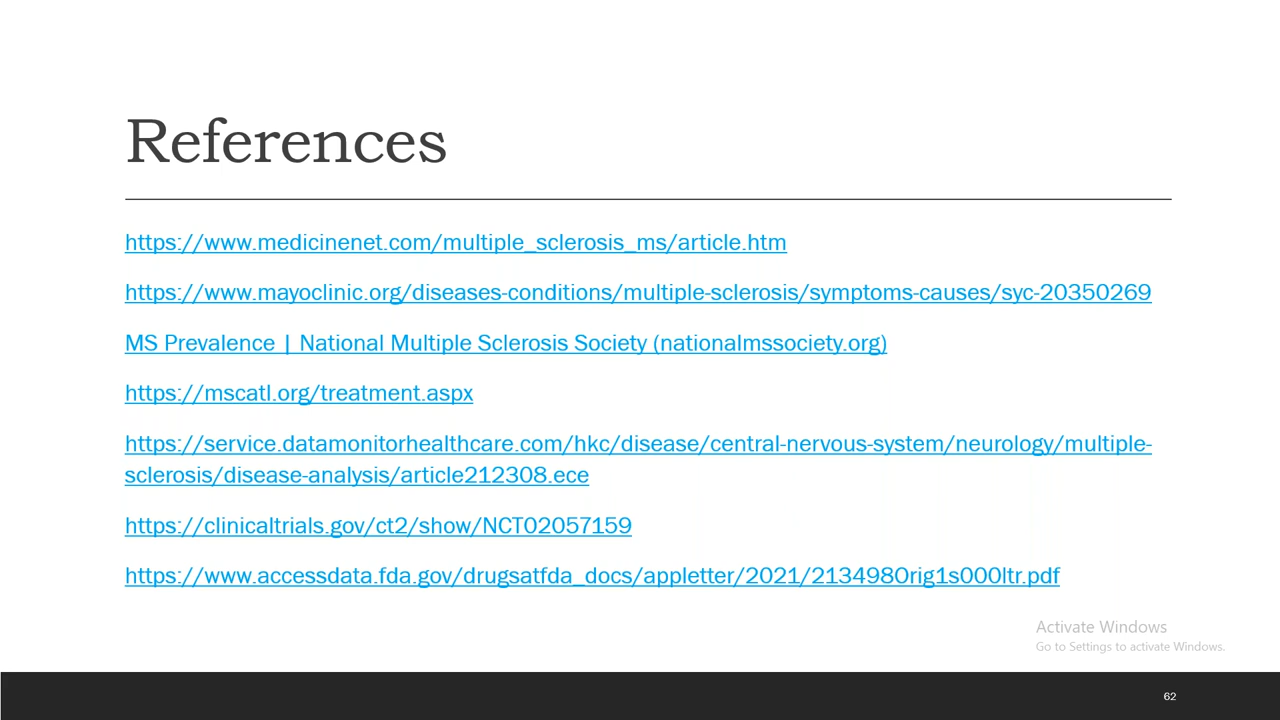 References
https://www.medicinenet.com/multiple_sclerosis_ms/article.htm
https://www.mayoclinic.org/diseases-conditions/multiple-sclerosis/symptoms-causes/syc-20350269
MS Prevalence | National Multiple Sclerosis Society (nationalmssociety.org)
https://mscatl.org/treatment.aspx
https://service.datamonitorhealthcare.com/hkc/disease/central-nervous-system/neurology/multiple-
sclerosis/disease-analysis/article212308.ece
https://clinicaltrials.gov/ct2/show/NCT02057159
https://www.accessdata.fda.gov/drugsatfda_docs/appletter/2021/213498Orig1s000ltr.pdf
Activate Windows
Go to Settings to activate Windows.
62